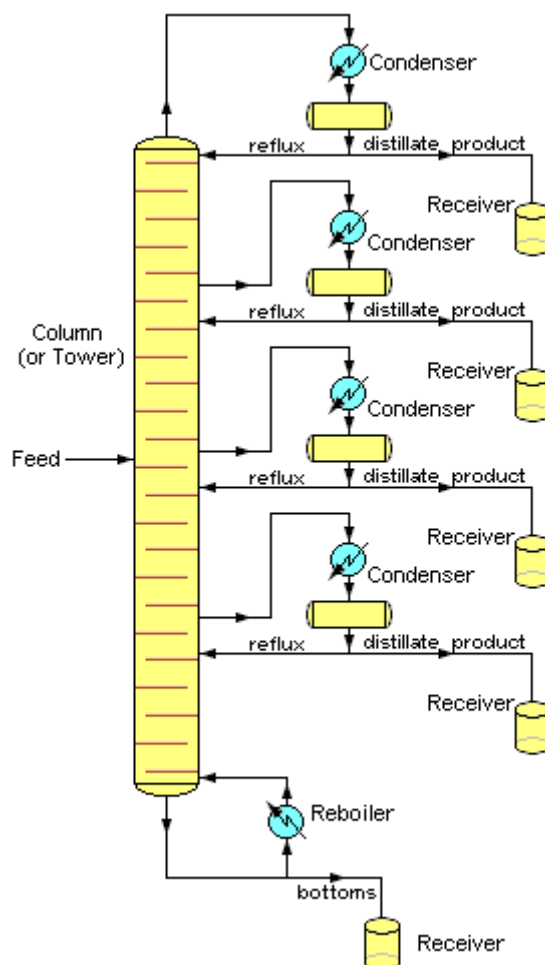 Condenser
reflux distillate product
Receiver
Condenser
Column
(or Tower)
reflux distillate product
Receiver
Condenser
Feed
reflux distillate product
Receiver
Condenser
reflux distillate product
Receiver
Reboiler
bottoms
Receiver